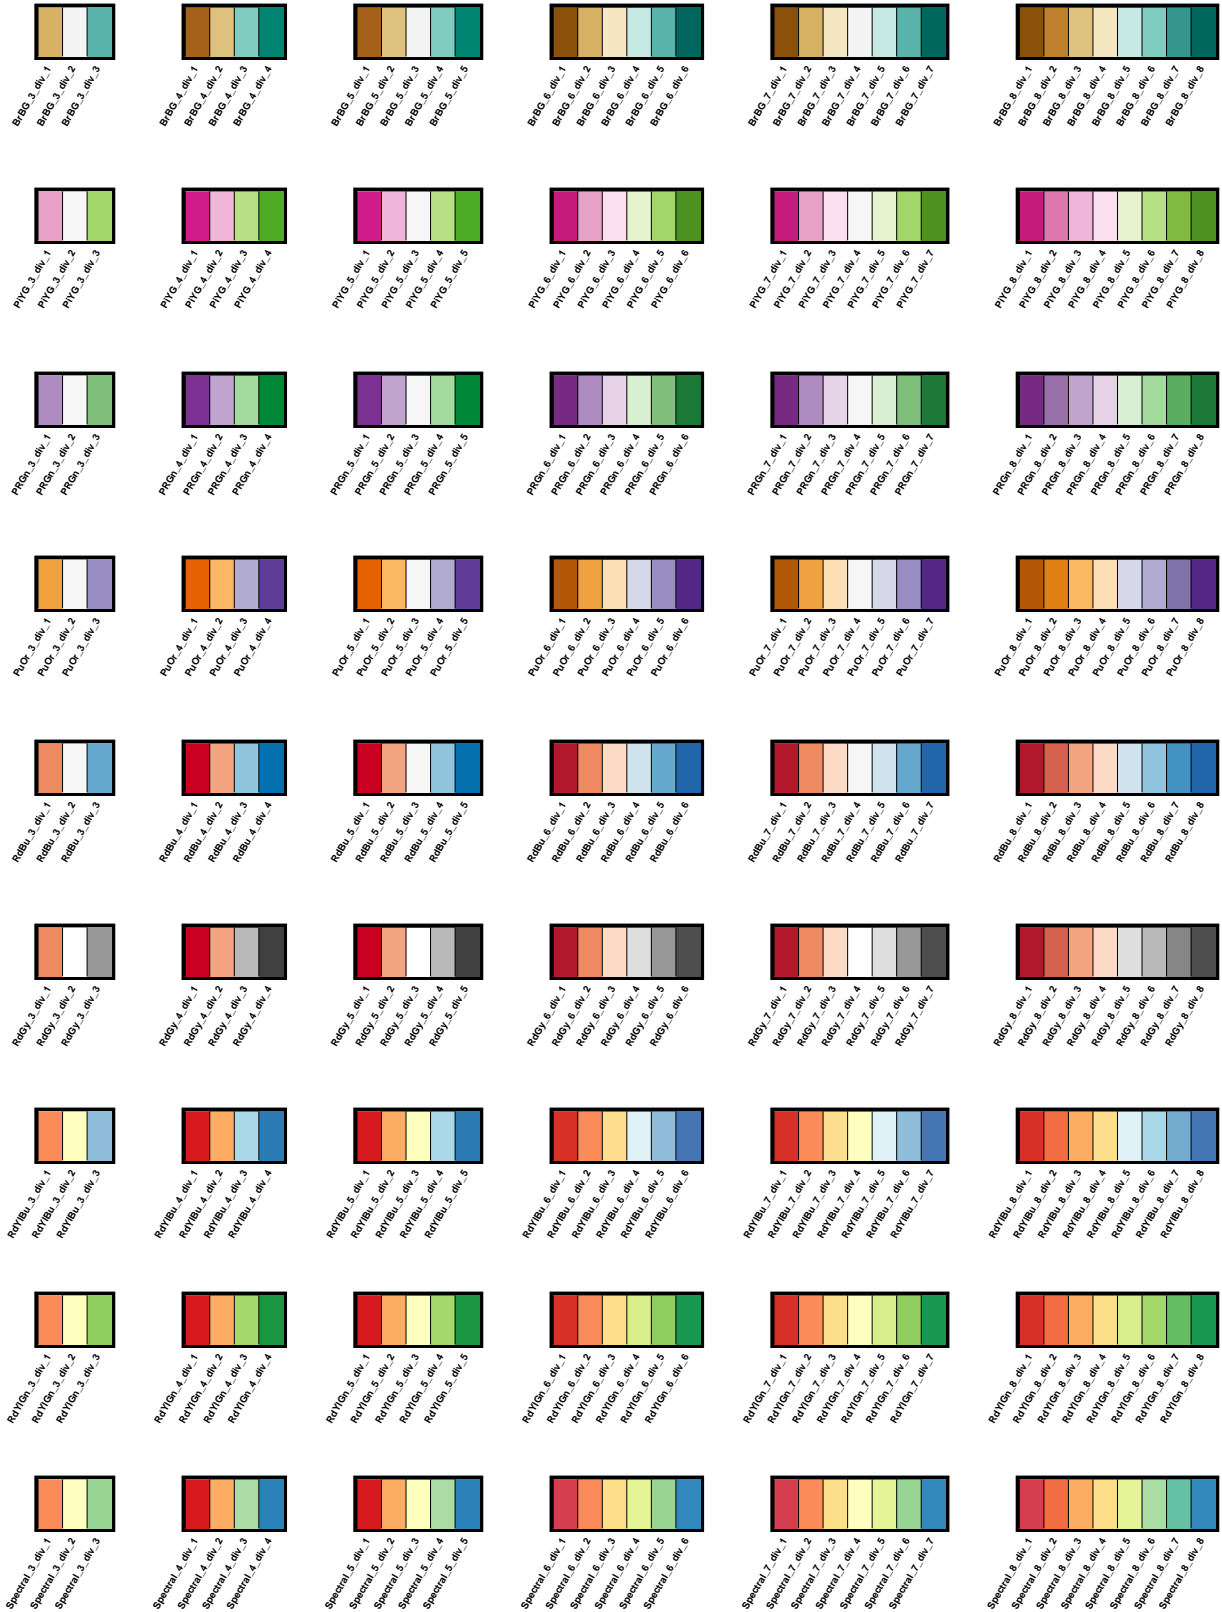 BrBG_3_div_1
BrBG_3_div_2
BrBG_3_div_3
BrBG_4_div_1
BrBG_4_div_2
BrBG_4_div_3
BrBG_4_div_4
BrBG_5_div_1
BrBG_5_div_2
BrBG_5_div_3
BrBG_5_div_4
BrBG_5_div_5
BrBG_6_div_1
BrBG_6_div_2
BrBG_6_div_3
BrBG_6_div_4
BrBG_6_div_5
BrBG_6_div_6
BrBG_7_div_1
BrBG_7_div_2
BrBG_7_div_3
BrBG_7_div_4
BrBG_7_div_5
BrBG_7_div_6
BrBG_7_div_7
BrBG_8_div_1
BrBG_8_div_2
BrBG_8_div_3
BrBG_8_div_4
BrBG_8_div_5
BrBG_8_div_6
BrBG_8_div_7
BrBG_8_div_8
PiYG_3_div_1
PiYG_3_div_2
PiYG_3_div_3
PiYG_4_div_1
PiYG_4_div_2
PiYG_4_div_3
PiYG_4_div_4
PiYG_5_div_1
PiYG_5_div_2
PiYG_5_div_3
PiYG_5_div_4
PiYG_5_div_5
PiYG_6_div_1
PiYG_6_div_2
PiYG_6_div_3
PiYG_6_div_4
PiYG_6_div_5
PiYG_6_div_6
PiYG_7_div_1
PiYG_7_div_2
PiYG_7_div_3
PiYG_7_div_4
PiYG_7_div_5
PiYG_7_div_6
PiYG_7_div_7
PiYG_8_div_1
PiYG_8_div_2
PiYG_8_div_3
PiYG_8_div_4
PiYG_8_div_5
PiYG_8_div_6
PiYG_8_div_7
PiYG_8_div_8
PRGn_3_div_1
PRGn_3_div_2
PRGn_3_div_3
PRGn_4_div_1
PRGn_4_div_2
PRGn_4_div_3
PRGn_4_div_4
PRGn_5_div_1
PRGn_5_div_2
PRGn_5_div_3
PRGn_5_div_4
PRGn_5_div_5
PRGn_6_div_1
PRGn_6_div_2
PRGn_6_div_3
PRGn_6_div_4
PRGn_6_div_5
PRGn_6_div_6
PRGn_7_div_1
PRGn_7_div_2
PRGn_7_div_3
PRGn_7_div_4
PRGn_7_div_5
PRGn_7_div_6
PRGn_7_div_7
PRGn_8_div_1
PRGn_8_div_2
PRGn_8_div_3
PRGn_8_div_4
PRGn_8_div_5
PRGn_8_div_6
PRGn_8_div_7
PRGn_8_div_8
PuOr_3_div_1
PuOr_3_div_2
PuOr_3_div_3
PuOr_4_div_1
PuOr_4_div_2
PuOr_4_div_3
PuOr_4_div_4
PuOr_5_div_1
PuOr_5_div_2
PuOr_5_div_3
PuOr_5_div_4
PuOr_5_div_5
PuOr_6_div_1
PuOr_6_div_2
PuOr_6_div_3
PuOr_6_div_4
PuOr_6_div_5
PuOr_6_div_6
PuOr_7_div_1
PuOr_7_div_2
PuOr_7_div_3
PuOr_7_div_4
PuOr_7_div_5
PuOr_7_div_6
PuOr_7_div_7
PuOr_8_div_1
PuOr_8_div_2
PuOr_8_div_3
PuOr_8_div_4
PuOr_8_div_5
PuOr_8_div_6
PuOr_8_div_7
PuOr_8_div_8
RdBu_3_div_1
RdBu_3_div_2
RdBu_3_div_3
RdBu_4_div_1
RdBu_4_div_2
RdBu_4_div_3
RdBu_4_div_4
RdBu_5_div_1
RdBu_5_div_2
RdBu_5_div_3
RdBu_5_div_4
RdBu_5_div_5
RdBu_6_div_1
RdBu_6_div_2
RdBu_6_div_3
RdBu_6_div_4
RdBu_6_div_5
RdBu_6_div_6
RdBu_7_div_1
RdBu_7_div_2
RdBu_7_div_3
RdBu_7_div_4
RdBu_7_div_5
RdBu_7_div_6
RdBu_7_div_7
RdBu_8_div_1
RdBu_8_div_2
RdBu_8_div_3
RdBu_8_div_4
RdBu_8_div_5
RdBu_8_div_6
RdBu_8_div_7
RdBu_8_div_8
RdGy_3_div_1
RdGy_3_div_2
RdGy_3_div_3
RdGy_4_div_1
RdGy_4_div_2
RdGy_4_div_3
RdGy_4_div_4
RdGy_5_div_1
RdGy_5_div_2
RdGy_5_div_3
RdGy_5_div_4
RdGy_5_div_5
RdGy_6_div_1
RdGy_6_div_2
RdGy_6_div_3
RdGy_6_div_4
RdGy_6_div_5
RdGy_6_div_6
RdGy_7_div_1
RdGy_7_div_2
RdGy_7_div_3
RdGy_7_div_4
RdGy_7_div_5
RdGy_7_div_6
RdGy_7_div_7
RdGy_8_div_1
RdGy_8_div_2
RdGy_8_div_3
RdGy_8_div_4
RdGy_8_div_5
RdGy_8_div_6
RdGy_8_div_7
RdGy_8_div_8
RdYlBu_3_div_1
RdYlBu_3_div_2
RdYlBu_3_div_3
RdYlBu_4_div_1
RdYlBu_4_div_2
RdYlBu_4_div_3
RdYlBu_4_div_4
RdYlBu_5_div_1
RdYlBu_5_div_2
RdYlBu_5_div_3
RdYlBu_5_div_4
RdYlBu_5_div_5
RdYlBu_6_div_1
RdYlBu_6_div_2
RdYlBu_6_div_3
RdYlBu_6_div_4
RdYlBu_6_div_5
RdYlBu_6_div_6
RdYlBu_7_div_1
RdYlBu_7_div_2
RdYlBu_7_div_3
RdYlBu_7_div_4
RdYlBu_7_div_5
RdYlBu_7_div_6
RdYlBu_7_div_7
RdYlBu_8_div_1
RdYlBu_8_div_2
RdYlBu_8_div_3
RdYlBu_8_div_4
RdYlBu_8_div_5
RdYlBu_8_div_6
RdYlBu_8_div_7
RdYlBu_8_div_8
RdYlGn_3_div_1
RdYlGn_3_div_2
RdYlGn_3_div_3
RdYlGn_4_div_1
RdYlGn_4_div_2
RdYlGn_4_div_3
RdYlGn_4_div_4
RdYlGn_5_div_1
RdYlGn_5_div_2
RdYlGn_5_div_3
RdYlGn_5_div_4
RdYlGn_5_div_5
RdYlGn_6_div_1
RdYlGn_6_div_2
RdYlGn_6_div_3
RdYlGn_6_div_4
RdYlGn_6_div_5
RdYlGn_6_div_6
RdYlGn_7_div_1
RdYlGn_7_div_2
RdYlGn_7_div_3
RdYlGn_7_div_4
RdYlGn_7_div_5
RdYlGn_7_div_6
RdYlGn_7_div_7
RdYlGn_8_div_1
RdYlGn_8_div_2
RdYlGn_8_div_3
RdYlGn_8_div_4
RdYlGn_8_div_5
RdYlGn_8_div_6
RdYlGn_8_div_7
RdYlGn_8_div_8
Spectral_3_div_1
Spectral_3_div_2
Spectral_3_div_3
Spectral_4_div_1
Spectral_4_div_2
Spectral_4_div_3
Spectral_4_div_4
Spectral_5_div_1
Spectral_5_div_2
Spectral_5_div_3
Spectral_5_div_4
Spectral_5_div_5
Spectral_6_div_1
Spectral_6_div_2
Spectral_6_div_3
Spectral_6_div_4
Spectral_6_div_5
Spectral_6_div_6
Spectral_7_div_1
Spectral_7_div_2
Spectral_7_div_3
Spectral_7_div_4
Spectral_7_div_5
Spectral_7_div_6
Spectral_7_div_7
Spectral_8_div_1
Spectral_8_div_2
Spectral_8_div_3
Spectral_8_div_4
Spectral_8_div_5
Spectral_8_div_6
Spectral_8_div_7
Spectral_8_div_8